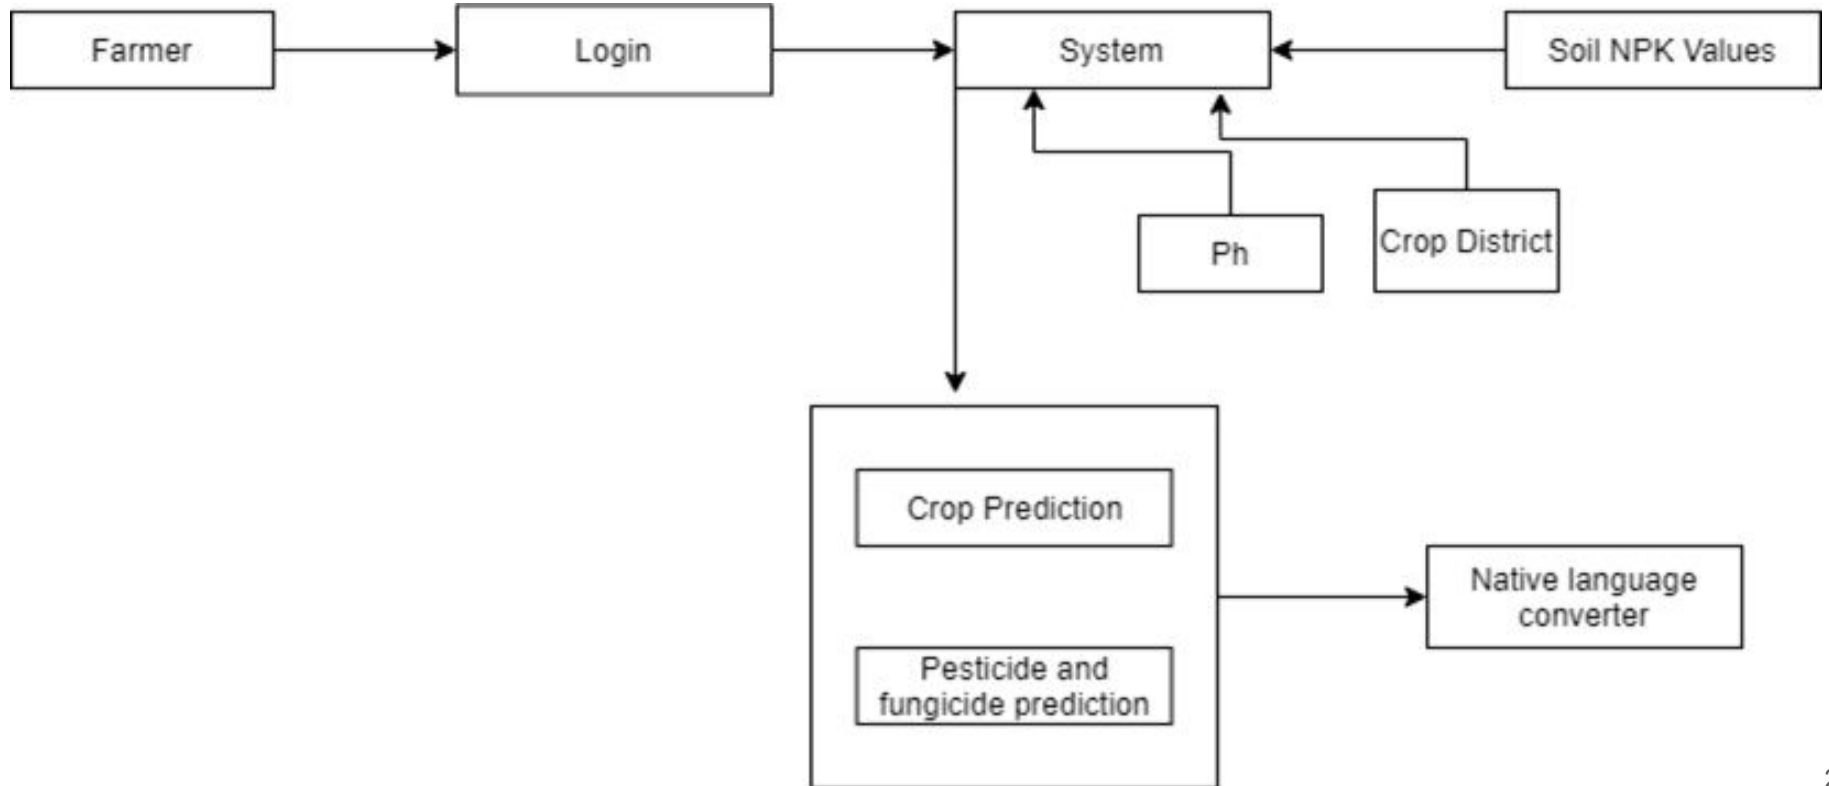 Farmer
Login
System
Soil NPK Values
Ph
Crop District
Crop Prediction
Pesticide and
fungicide prediction
Native language
converter